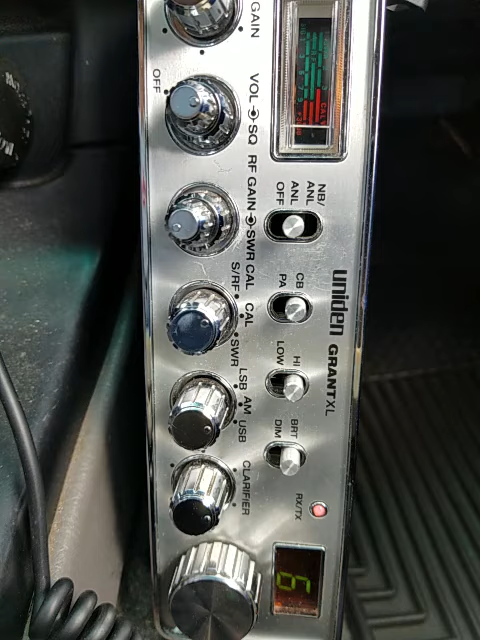 GAIN
OFF
VOL SQ
RF GAIN SWR CAL
S/RF CAL SWR
LSB AM USB
CLARIFIER
NB/
ANL ANL OFF
CB
PA
HI
LOW
BRT
DIM
RX/TX
uniden GRANT XL
CAL